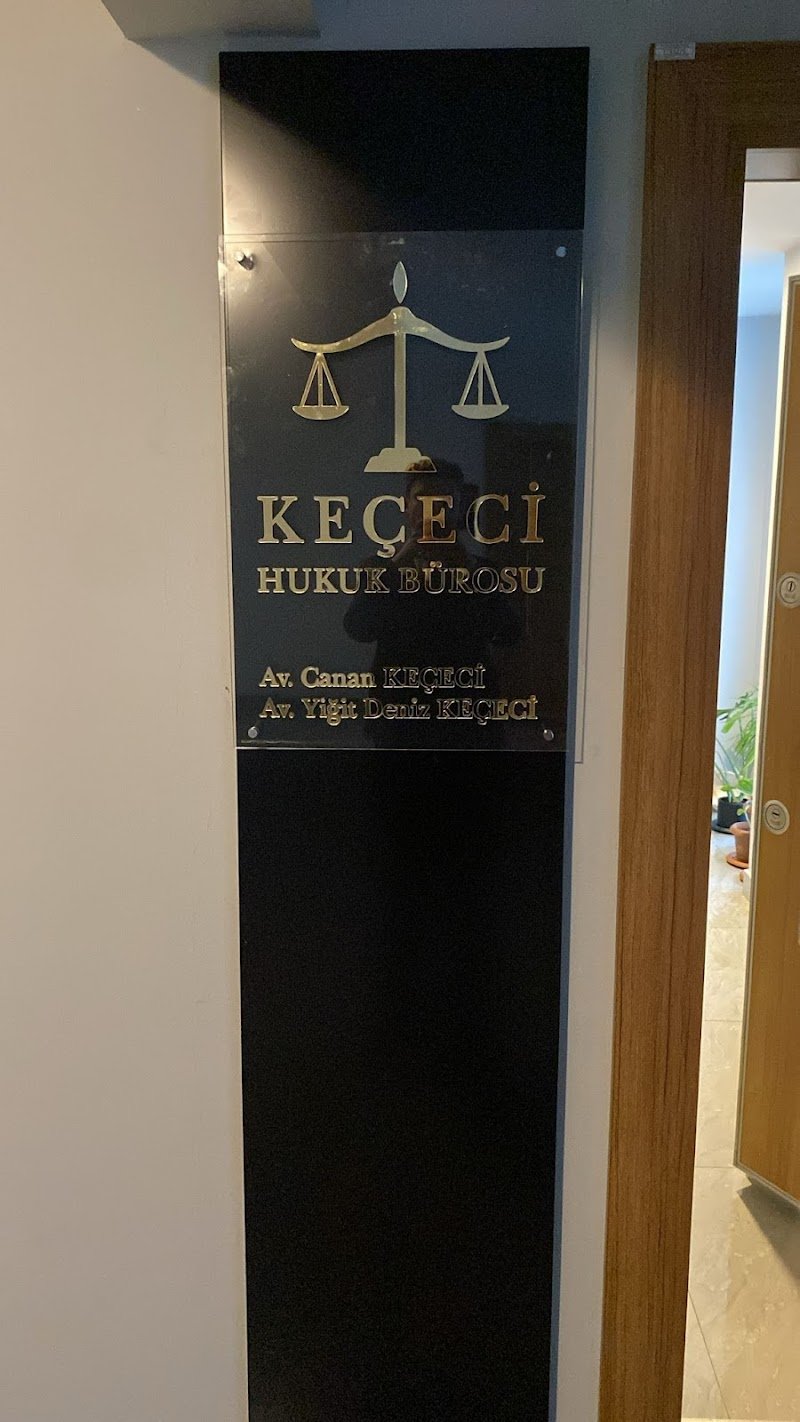 KEÇECİ
HUKUK BÜROSU
Av. Canan KEÇECİ
Av. Yiğit Deniz KEÇECİ